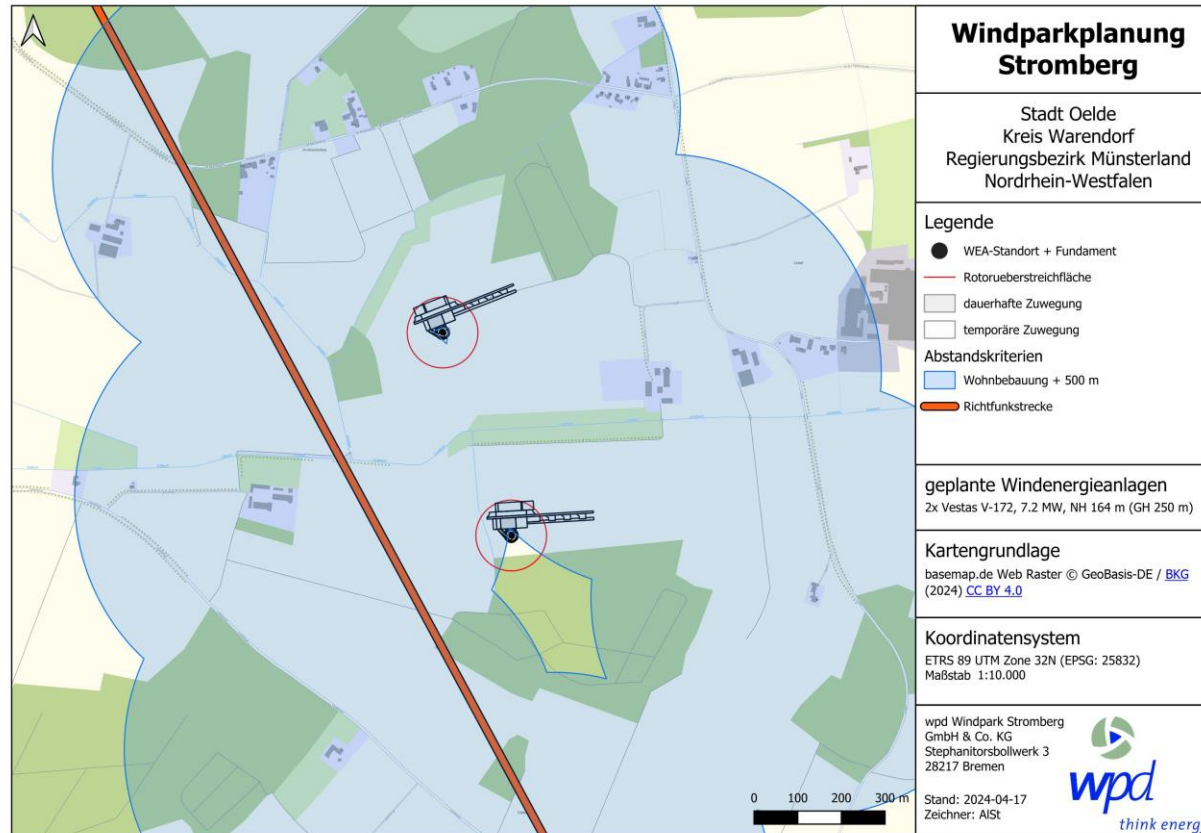 Windparkplanung
Stromberg
Stadt Oelde
Kreis Warendorf
Regierungsbezirk Münsterland
Nordrhein-Westfalen
Legende
WEA-Standort + Fundament
Rotorueberstreichfläche
dauerhafte Zuwegung
temporäre Zuwegung
Abstandskriterien
Wohnbebauung + 500 m
Richtfunkstrecke
geplante Windenergieanlagen
2x Vestas V-172, 7.2 MW, NH 164 m (GH 250 m)
Kartengrundlage
basemap.de Web Raster © GeoBasis-DE / BKG
(2024) CC BY 4.0
Koordinatensystem
ETRS 89 UTM Zone 32N (EPSG: 25832)
Maßstab 1:10.000
wpd Windpark Stromberg
GmbH & Co. KG
Stephanitorsbollwerk 3
28217 Bremen
Stand: 2024-04-17
Zeichner: AlSt
wpd
think energ
0 100 200 300 m